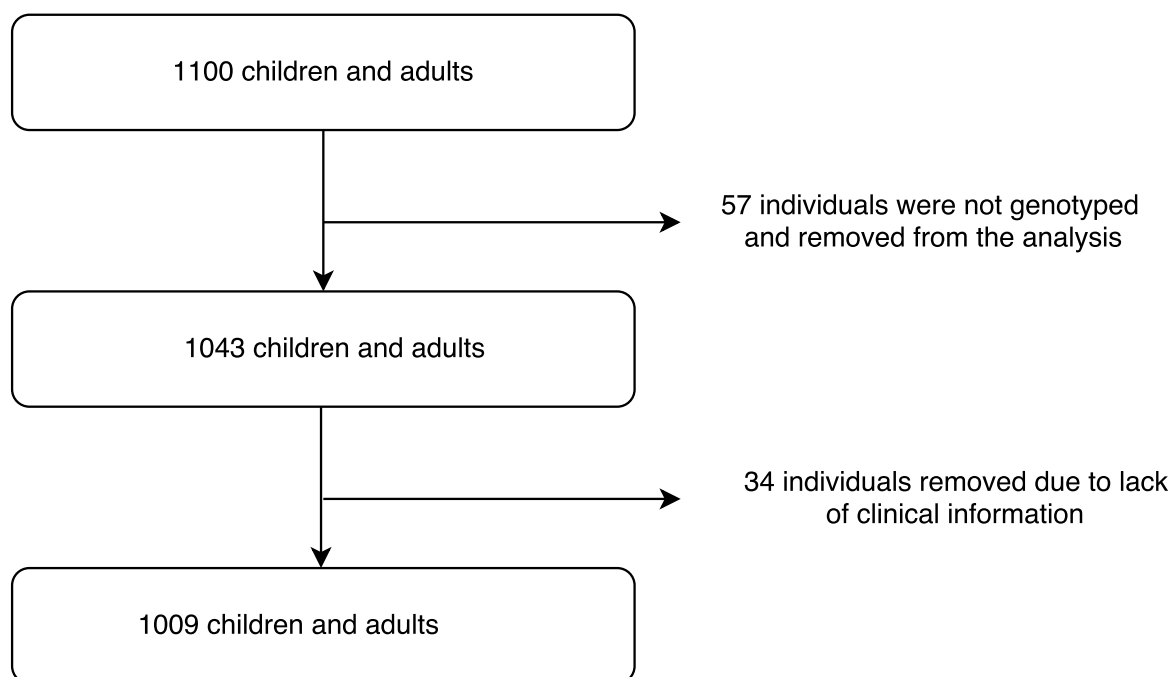 1100 children and adults
57 individuals were not genotyped
and removed from the analysis
1043 children and adults
34 individuals removed due to lack
of clinical information
1009 children and adults